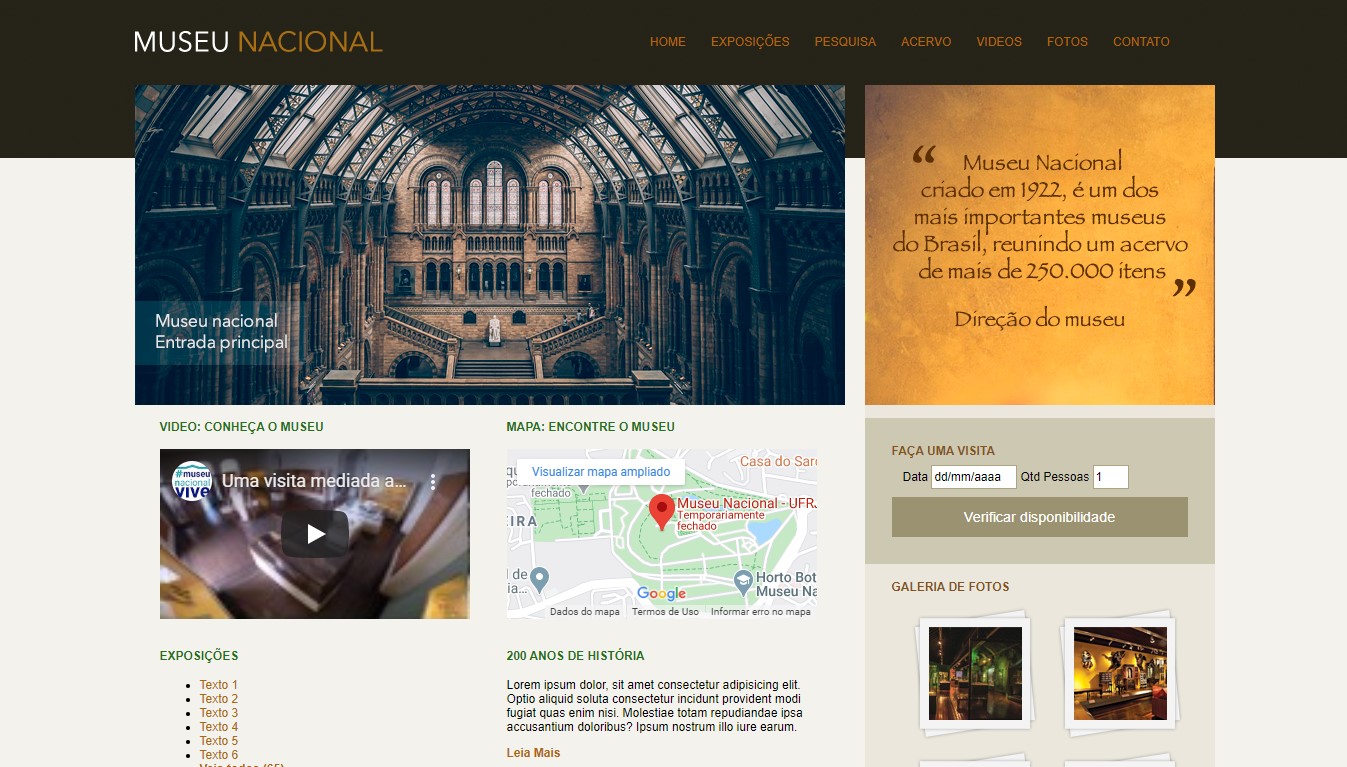 MUSEU NACIONAL
HOME EXPOSIÇÕES PESQUISA ACERVO VIDEOS FOTOS CONTATO
Museu nacional
Entrada principal
“ Museu Nacional
criado em 1922, é um dos
mais importantes museus
do Brasil, reunindo um acervo
de mais de 250.000 itens ”
Direção do museu
VIDEO: CONHEÇA O MUSEU
#museu
nacional
vive
Uma visita mediada a...
MAPA: ENCONTRE O MUSEU
Visualizar mapa ampliado
Casa do Sar
fechado
Museu Nacional - UFRJ
Temporariamente
fechado
EIRA
Horto Bot
Museu Na
Google
Dados do mapa Termos de Uso Informar erro no mapa
FAÇA UMA VISITA
Data dd/mm/aaaa Qtd Pessoas 1
Verificar disponibilidade
GALERIA DE FOTOS
EXPOSIÇÕES
Texto 1
Texto 2
Texto 3
Texto 4
Texto 5
Texto 6
Veja todos (65)
200 ANOS DE HISTÓRIA
Lorem ipsum dolor, sit amet consectetur adipisicing elit.
Optio aliquid soluta consectetur incidunt provident modi
fugiat quas enim nisi. Molestiae totam repudiandae ipsa
accusantium doloribus? Ipsum nostrum illo iure earum.
Leia Mais